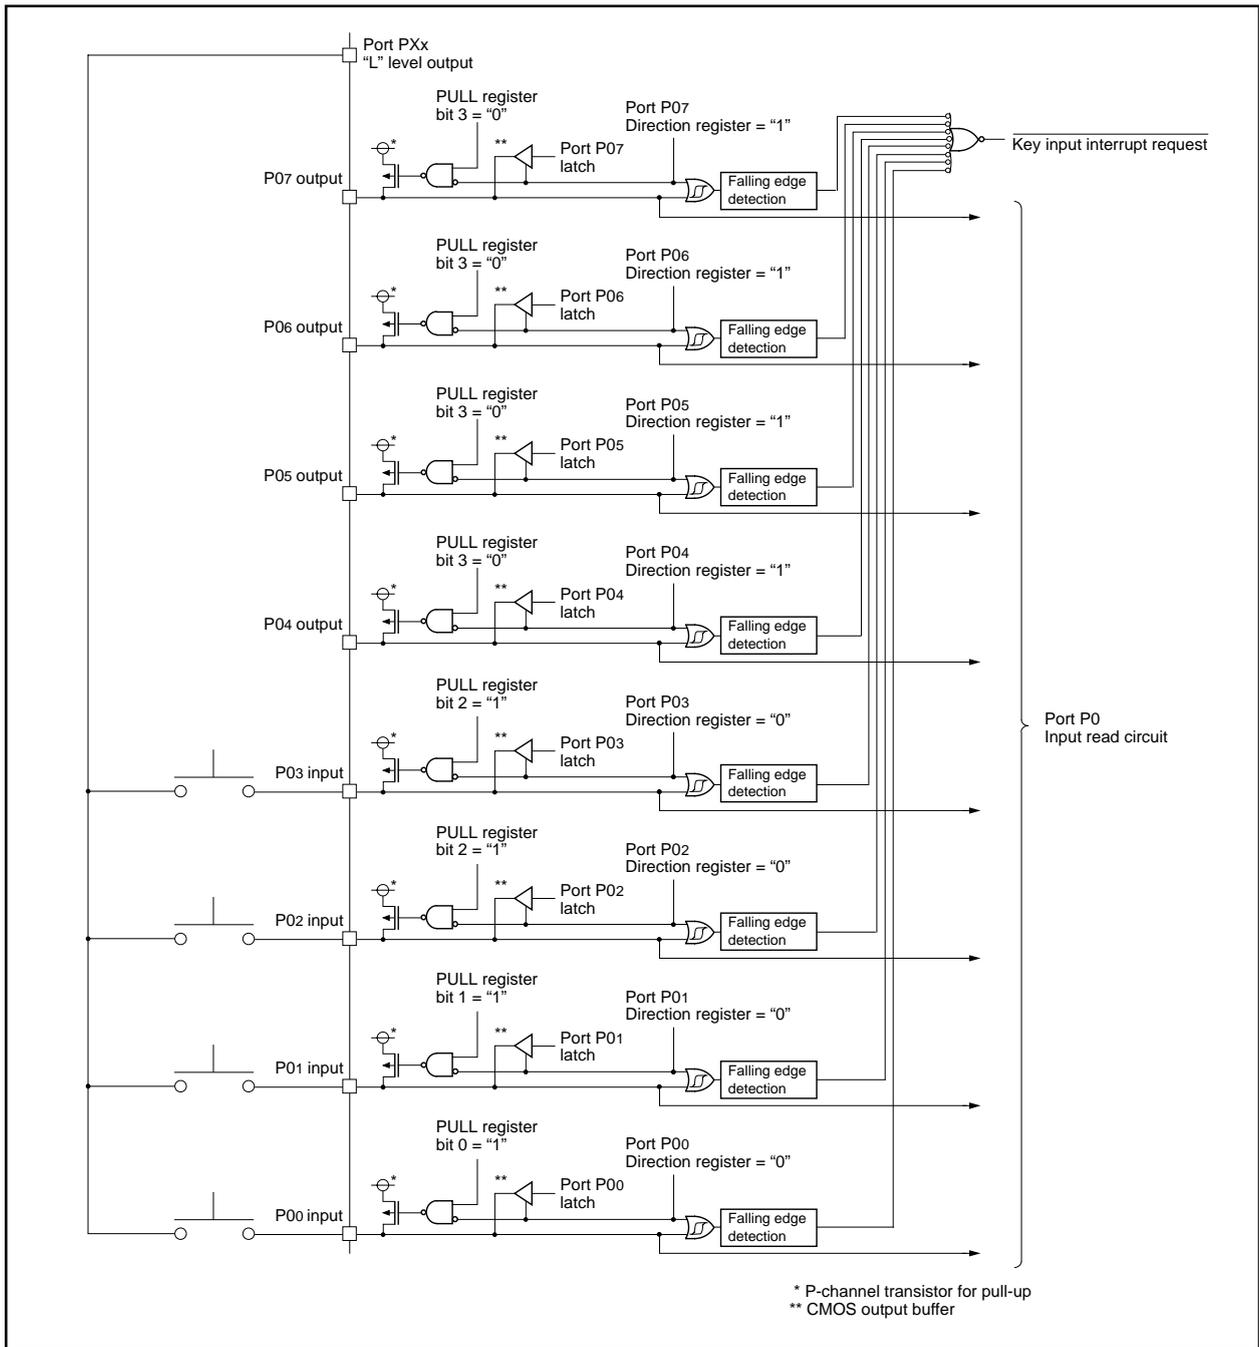 Port PXx
“L” level output
PULL register
bit 3 = “0”
Port P07
Direction register = “1”
*
**
Port P07
latch
Key input interrupt request
P07 output
Falling edge
detection
PULL register
bit 3 = “0”
Port P06
Direction register = “1”
*
**
Port P06
latch
P06 output
Falling edge
detection
PULL register
bit 3 = “0”
Port P05
Direction register = “1”
*
**
Port P05
latch
P05 output
Falling edge
detection
PULL register
bit 3 = “0”
Port P04
Direction register = “1”
*
**
Port P04
latch
P04 output
Falling edge
detection
PULL register
bit 2 = “1”
Port P03
Direction register = “0”
*
**
Port P03
latch
P03 input
Falling edge
detection
Port P0
Input read circuit
PULL register
bit 2 = “1”
Port P02
Direction register = “0”
*
**
Port P02
latch
P02 input
Falling edge
detection
PULL register
bit 1 = “1”
Port P01
Direction register = “0”
*
**
Port P01
latch
P01 input
Falling edge
detection
PULL register
bit 0 = “1”
Port P00
Direction register = “0”
*
**
Port P00
latch
P00 input
Falling edge
detection
* P-channel transistor for pull-up
** CMOS output buffer